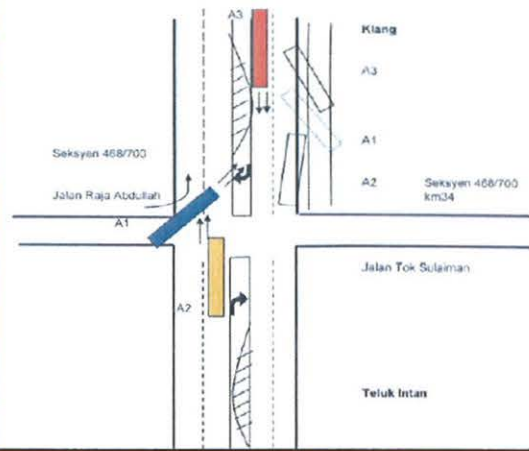 A3
Klang
A3
A1
Seksyen 468/700
A2
Seksyen 468/700
km34
Jalan Raja Abdullah
A1
Jalan Tok Sulaiman
A2
Teluk Intan